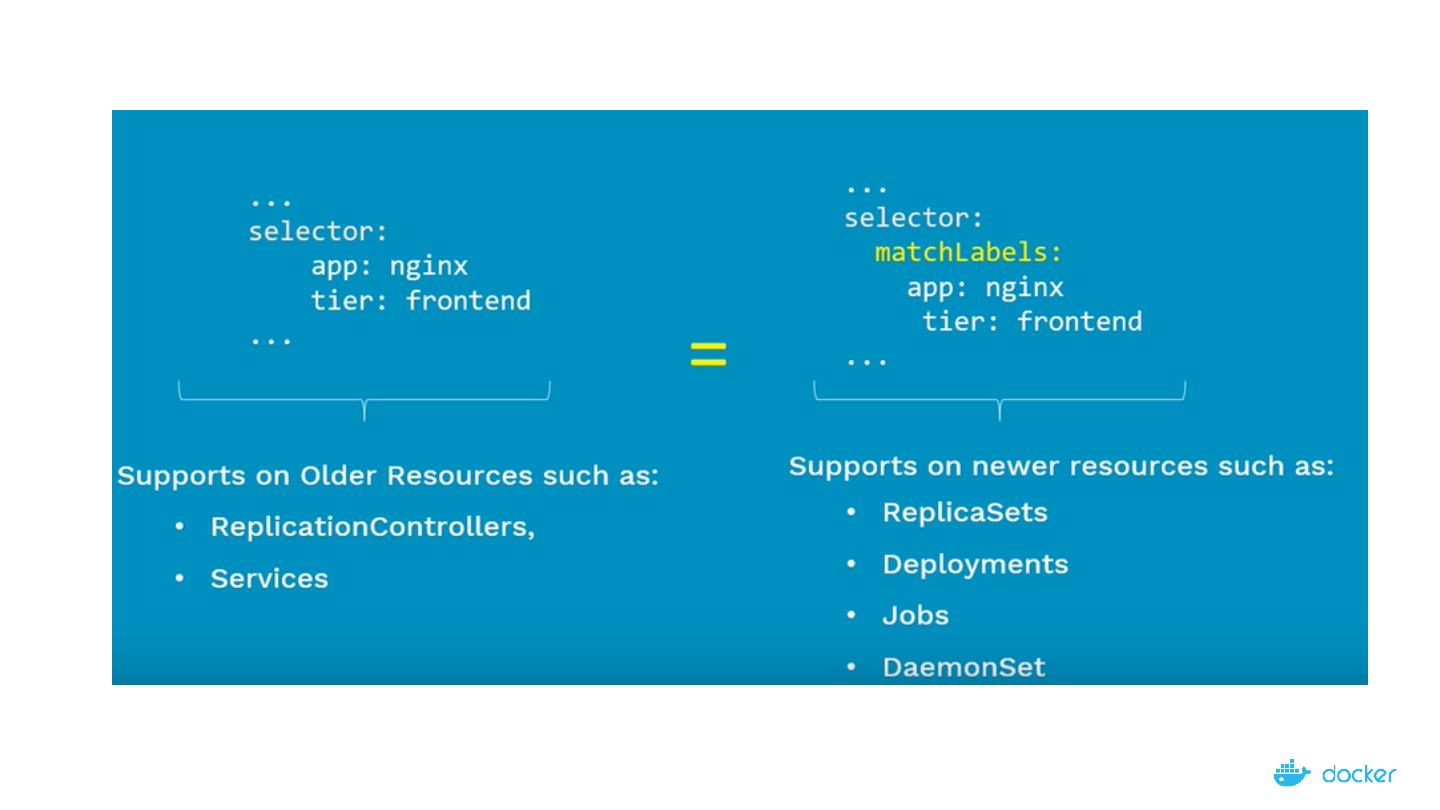 ...
selector:
app: nginx
tier: frontend
...
Supports on Older Resources such as:
• ReplicationControllers,
• Services
=
...
selector:
matchLabels:
app: nginx
tier: frontend
...
Supports on newer resources such as:
• ReplicaSets
• Deployments
• Jobs
• DaemonSet
docker